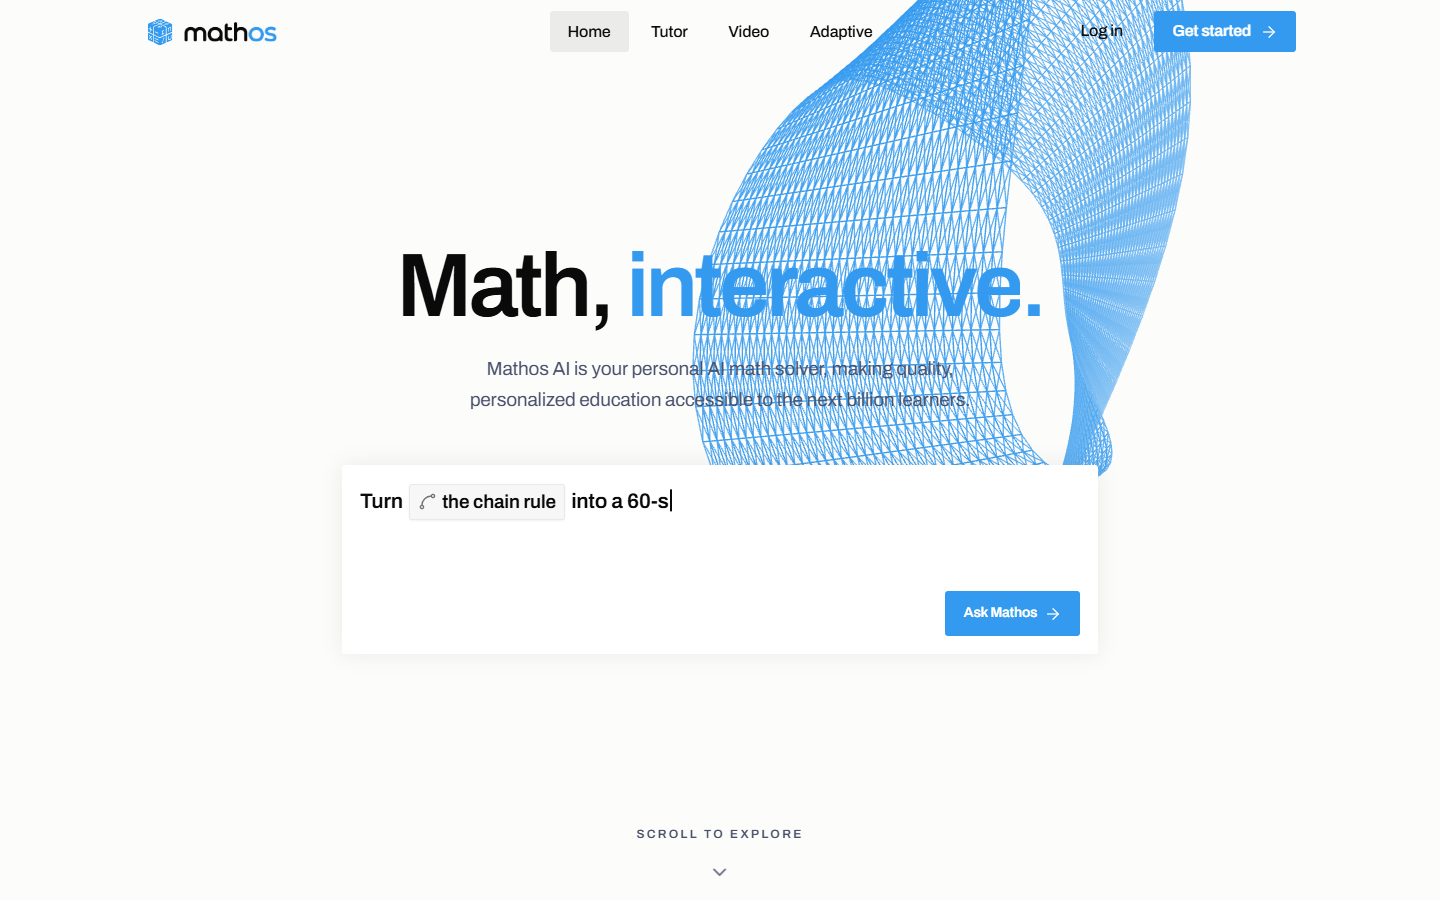 mathos
Home
Tutor
Video
Adaptive
Log in
Get started
Math, interactive.
Mathos AI is your personal AI math solver, making quality,
personalized education accessible to the next billion learners.
Turn the chain rule into a 60-s
Ask Mathos
SCROLL TO EXPLORE